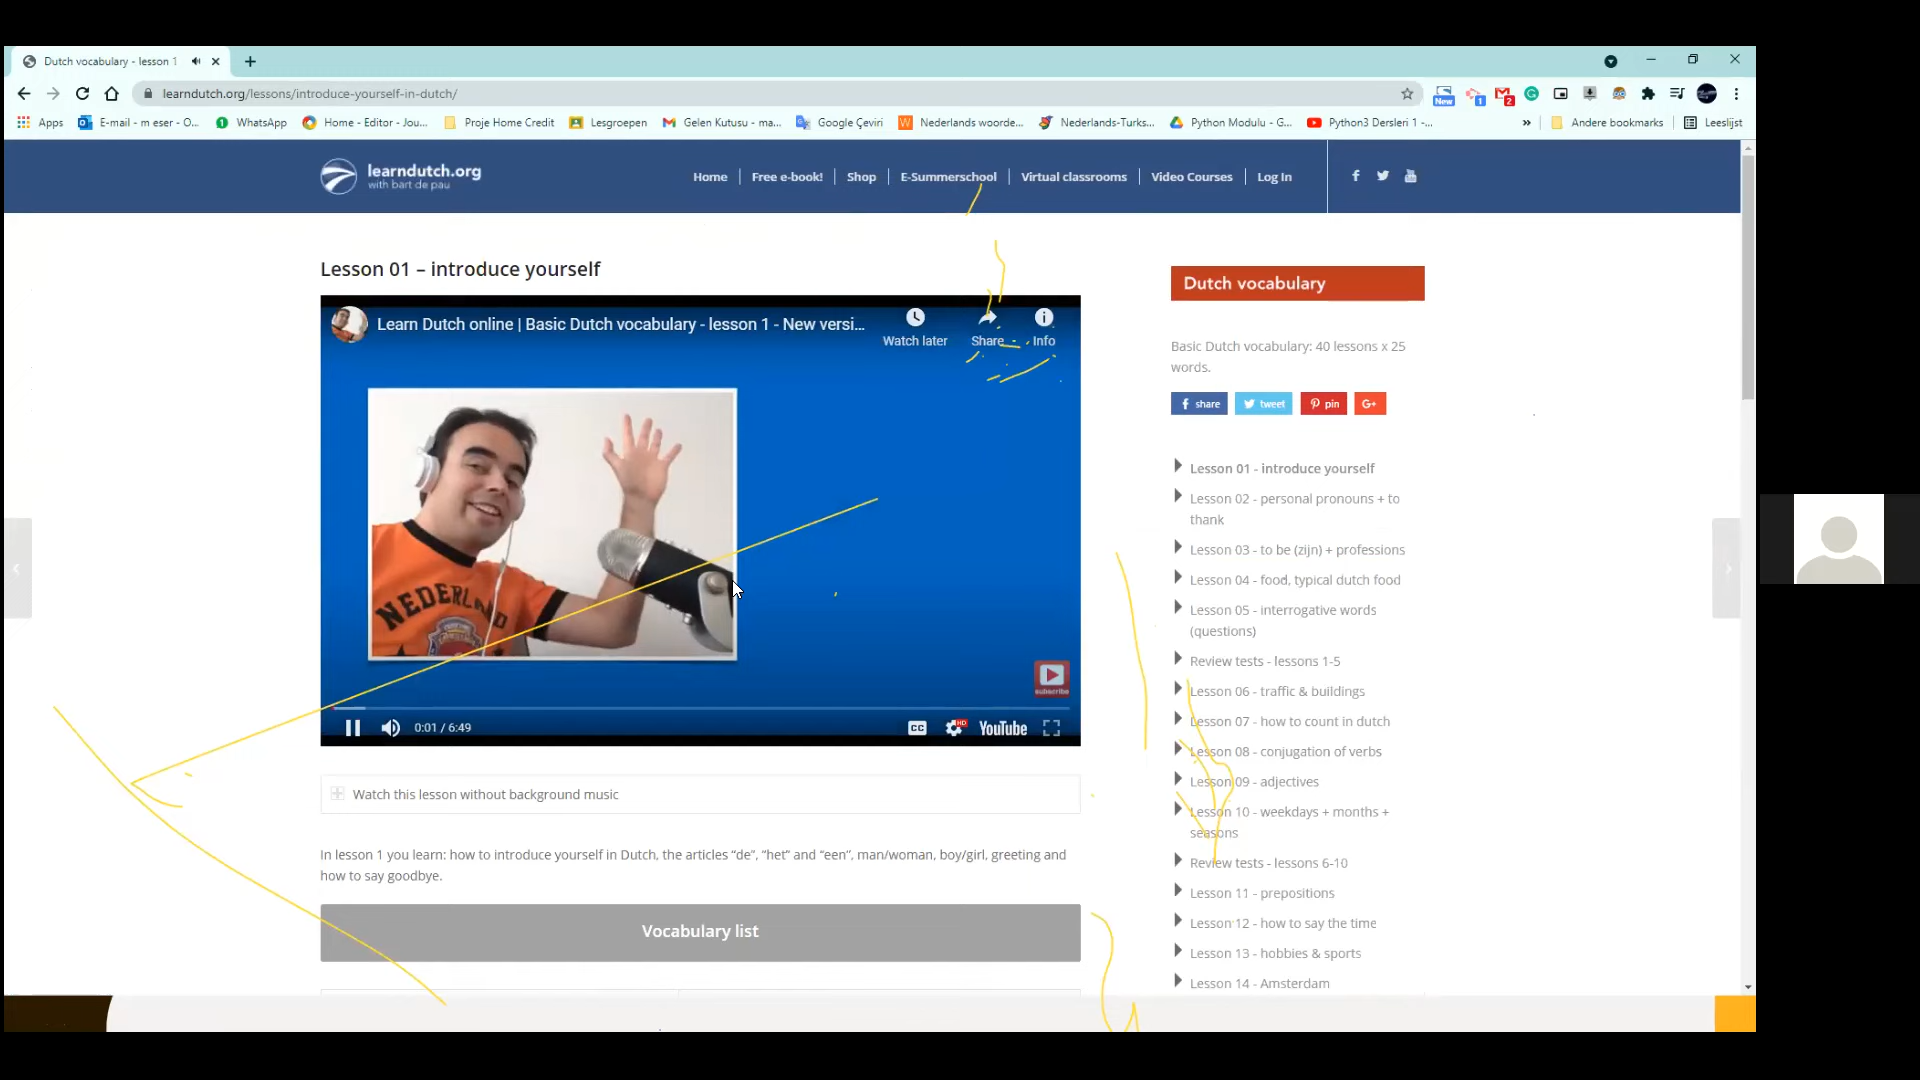 Dutch vocabulary - lesson 1
learndutch.org/lessons/introduce-yourself-in-dutch/
New 1 2
Apps E-mail - m eser - O... WhatsApp Home - Editor - Jou... Proje Home Credit Lesgroepen Gelen Kutusu - ma... Google Çeviri Nederlands woorde... Nederlands-Turks... Python Modulu - G... Python3 Dersleri 1 -... » Andere bookmarks Leeslijst
learndutch.org
with bart de pau
Home Free e-book! Shop E-Summerschool Virtual classrooms Video Courses Log In
Lesson 01 – introduce yourself
Learn Dutch online | Basic Dutch vocabulary - lesson 1 - New versi...
Watch later Share Info
NEDERLAND
subscribe
0:01 / 6:49
CC HD YouTube
Watch this lesson without background music
In lesson 1 you learn: how to introduce yourself in Dutch, the articles “de”, “het” and “een”, man/woman, boy/girl, greeting and
how to say goodbye.
Vocabulary list
Dutch vocabulary
Basic Dutch vocabulary: 40 lessons x 25
words.
share tweet pin G+
Lesson 01 - introduce yourself
Lesson 02 - personal pronouns + to
thank
Lesson 03 - to be (zijn) + professions
Lesson 04 - food, typical dutch food
Lesson 05 - interrogative words
(questions)
Review tests - lessons 1-5
Lesson 06 - traffic & buildings
Lesson 07 - how to count in dutch
Lesson 08 - conjugation of verbs
Lesson 09 - adjectives
Lesson 10 - weekdays + months +
seasons
Review tests - lessons 6-10
Lesson 11 - prepositions
Lesson 12 - how to say the time
Lesson 13 - hobbies & sports
Lesson 14 - Amsterdam